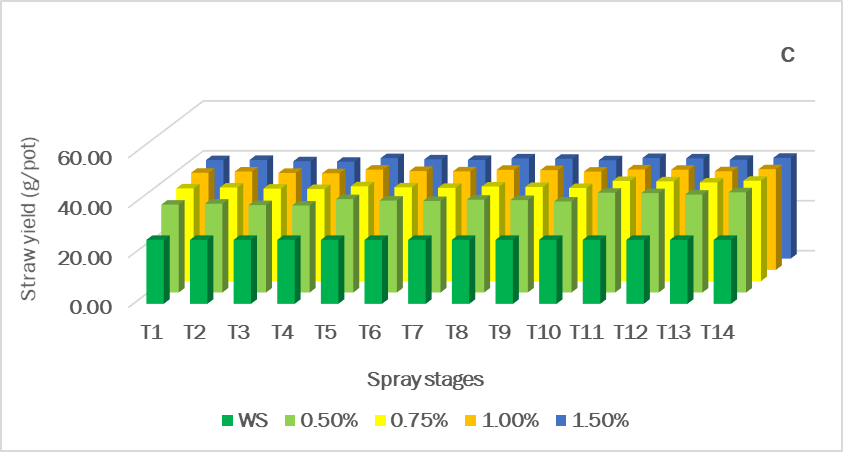 C
Straw yield (g/pot)
60.00
40.00
20.00
0.00
T1 T2 T3 T4 T5 T6 T7 T8 T9 T10 T11 T12 T13 T14
Spray stages
WS 0.50% 0.75% 1.00% 1.50%